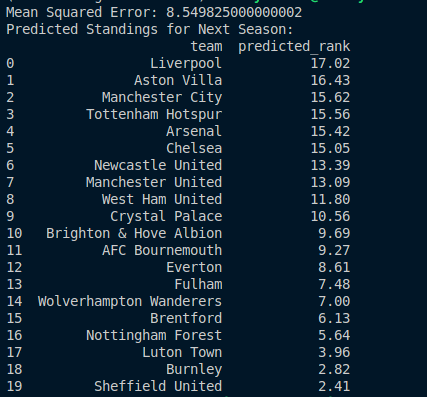 Mean Squared Error: 8.549825000000002
Predicted Standings for Next Season:
team predicted_rank
0 Liverpool 17.02
1 Aston Villa 16.43
2 Manchester City 15.62
3 Tottenham Hotspur 15.56
4 Arsenal 15.42
5 Chelsea 15.05
6 Newcastle United 13.39
7 Manchester United 13.09
8 West Ham United 11.80
9 Crystal Palace 10.56
10 Brighton & Hove Albion 9.69
11 AFC Bournemouth 9.27
12 Everton 8.61
13 Fulham 7.48
14 Wolverhampton Wanderers 7.00
15 Brentford 6.13
16 Nottingham Forest 5.64
17 Luton Town 3.96
18 Burnley 2.82
19 Sheffield United 2.41